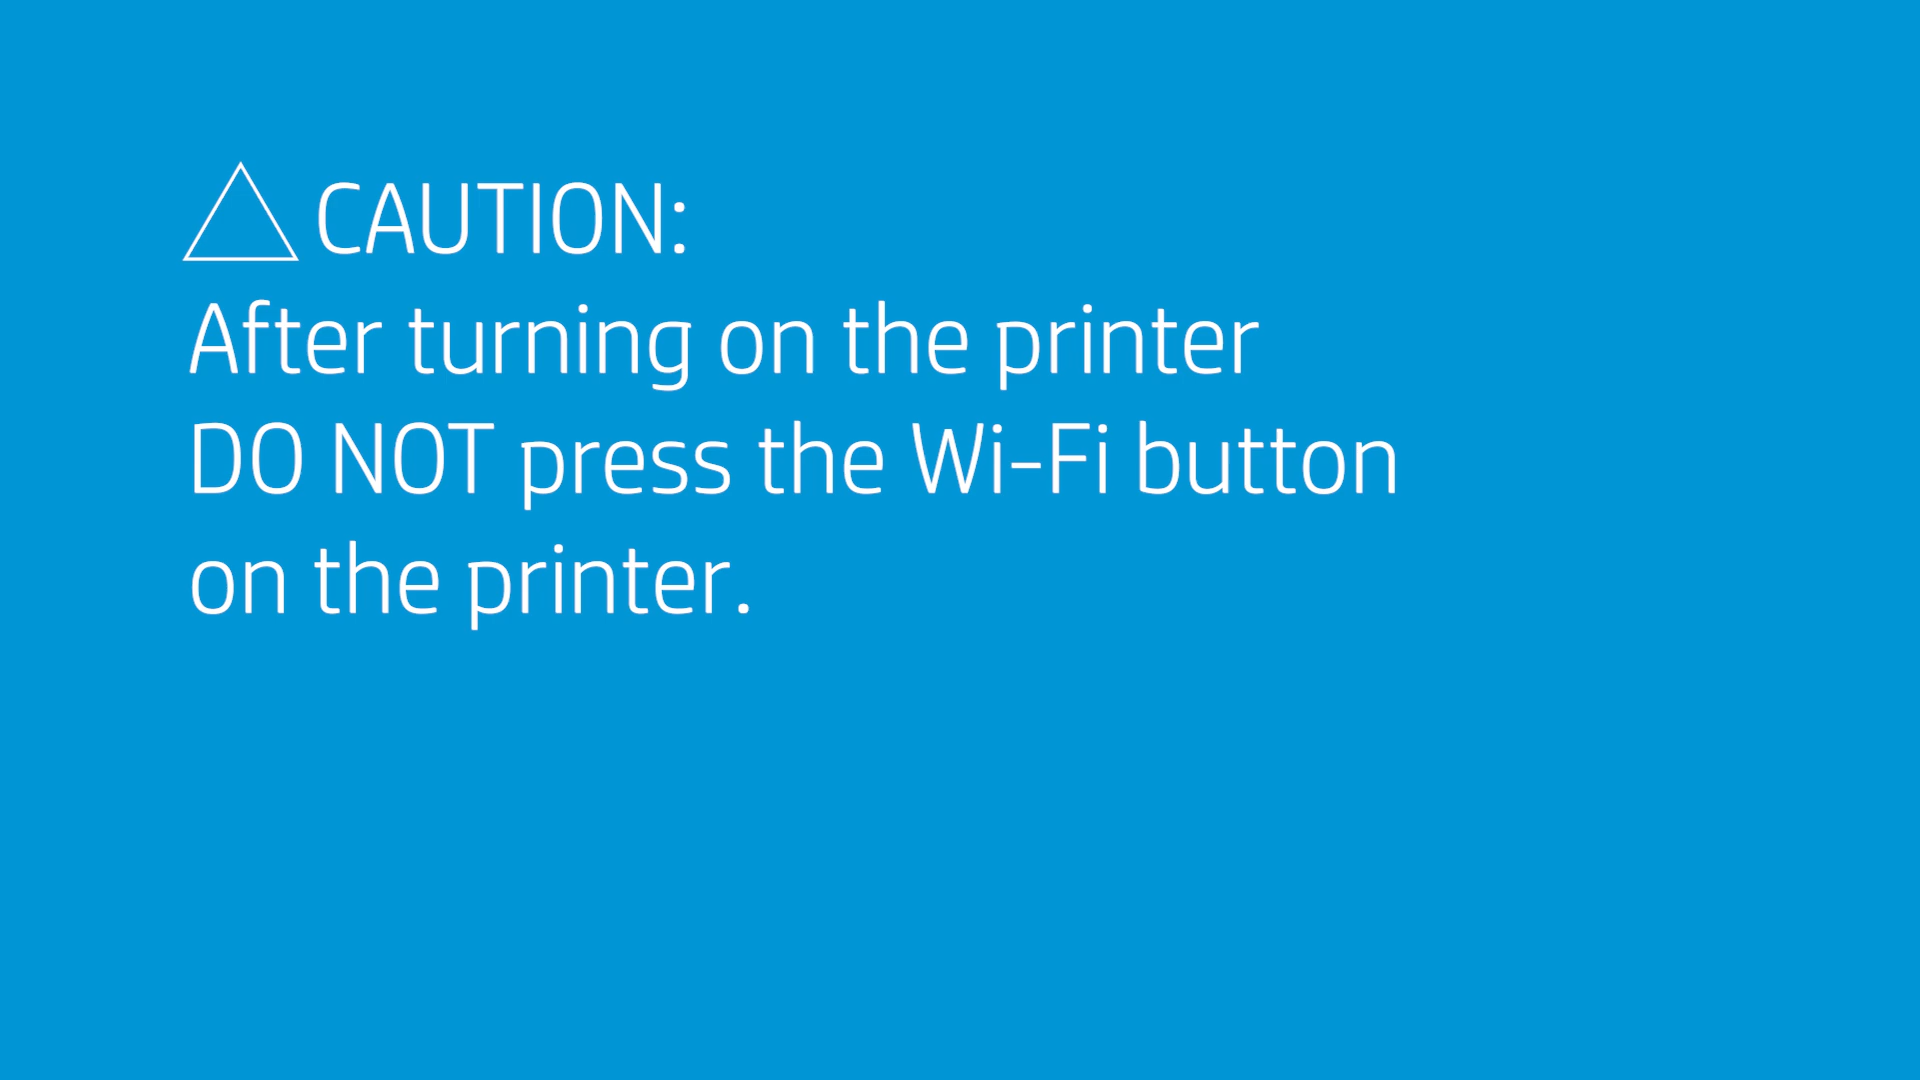 CAUTION:
After turning on the printer
DO NOT press the Wi-Fi button
on the printer.